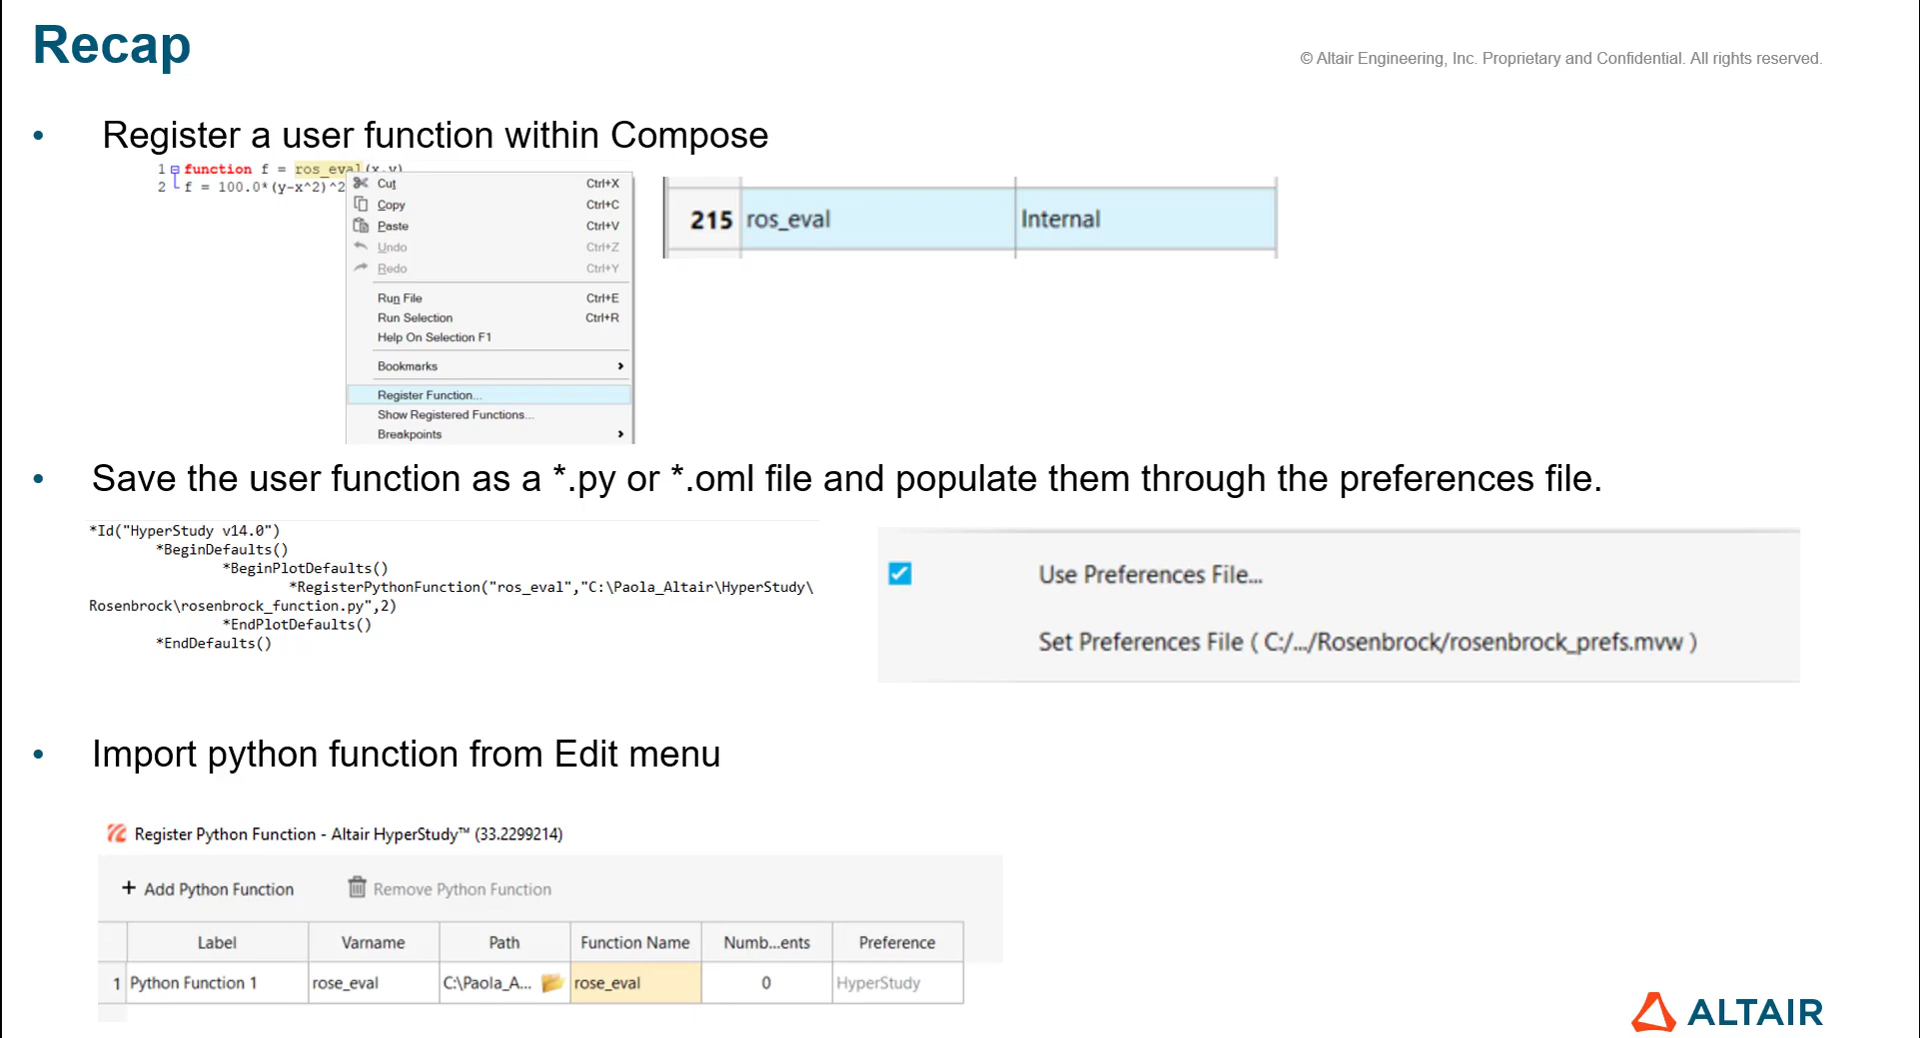 Recap
© Altair Engineering, Inc. Proprietary and Confidential. All rights reserved.
• Register a user function within Compose
1 function f = ros_eval(x,y)
2 f = 100.0*(y-x^2)^2
Cut Ctrl+X
Copy Ctrl+C
Paste Ctrl+V
Undo Ctrl+Z
Redo Ctrl+Y
Run File Ctrl+E
Run Selection Ctrl+R
Help On Selection F1
Bookmarks
Register Function...
Show Registered Functions...
Breakpoints
215 ros_eval Internal
• Save the user function as a *.py or *.oml file and populate them through the preferences file.
*Id("HyperStudy v14.0")
*BeginDefaults()
*BeginPlotDefaults()
*RegisterPythonFunction("ros_eval","C:\Paola_Altair\HyperStudy\
Rosenbrock\rosenbrock_function.py",2)
*EndPlotDefaults()
*EndDefaults()
Use Preferences File...
Set Preferences File ( C:/.../Rosenbrock/rosenbrock_prefs.mvw )
• Import python function from Edit menu
Register Python Function - Altair HyperStudy™ (33.2299214)
+ Add Python Function Remove Python Function
Label Varname Path Function Name Numb...ents Preference
1 Python Function 1 rose_eval C:\Paola_A... rose_eval 0 HyperStudy
ALTAIR